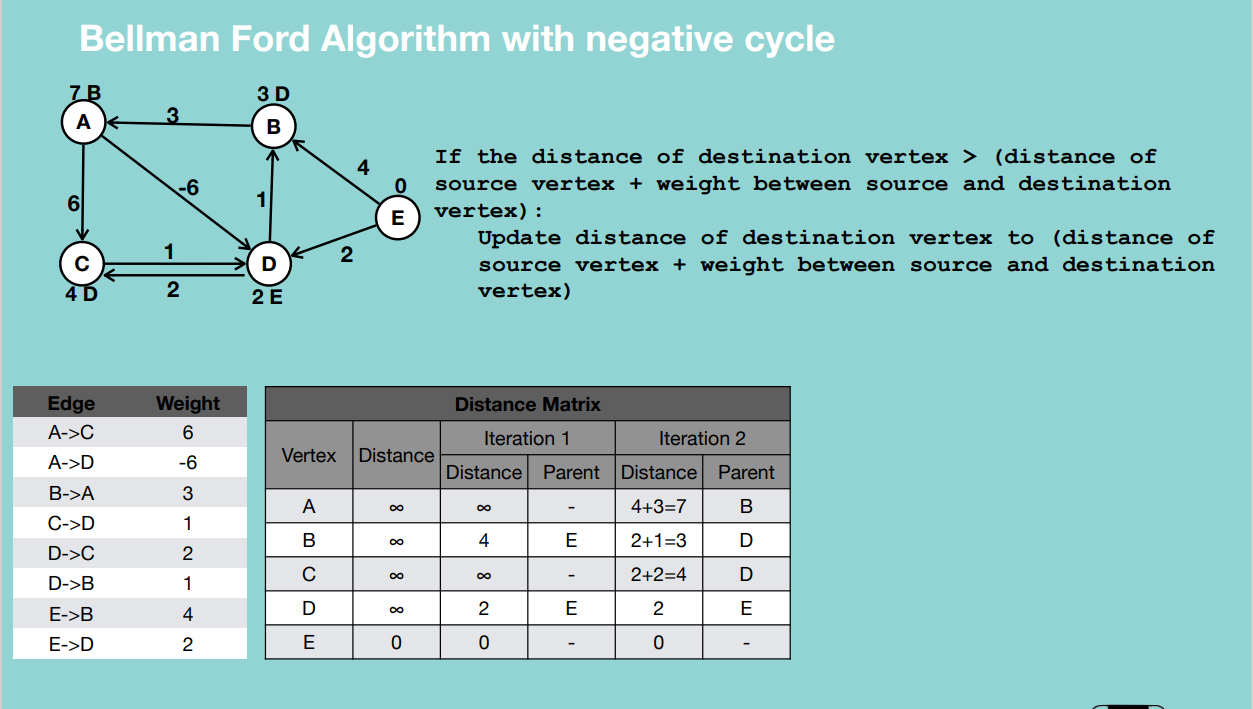 Bellman Ford Algorithm with negative cycle
7 B
3 D
A
3
B
4
0
-6
6
1
E
1
2
C
D
2
4 D
2 E
If the distance of destination vertex > (distance of
source vertex + weight between source and destination
vertex):
Update distance of destination vertex to (distance of
source vertex + weight between source and destination
vertex)
Edge Weight
A->C 6
A->D -6
B->A 3
C->D 1
D->C 2
D->B 1
E->B 4
E->D 2
Distance Matrix
Vertex Distance Iteration 1 Iteration 2
Distance Parent Distance Parent
A ∞ ∞ - 4+3=7 B
B ∞ 4 E 2+1=3 D
C ∞ ∞ - 2+2=4 D
D ∞ 2 E 2 E
E 0 0 - 0 -